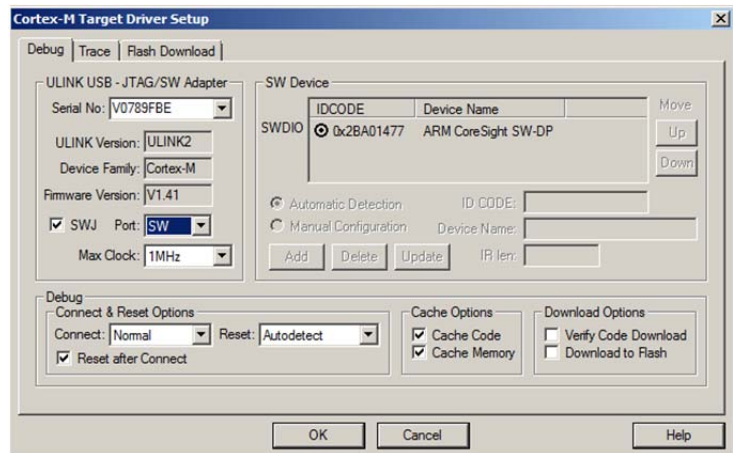 Cortex-M Target Driver Setup
Debug Trace Flash Download
ULINK USB - JTAG/SW Adapter
Serial No: V0789FBE
ULINK Version: ULINK2
Device Family: Cortex-M
Firmware Version: V1.41
SWJ Port: SW
Max Clock: 1MHz
SW Device
IDCODE Device Name Move
SWDIO 0x2BA01477 ARM CoreSight SW-DP Up
Down
Automatic Detection ID CODE:
Manual Configuration Device Name:
Add Delete Update IR len:
Debug
Connect & Reset Options
Connect: Normal Reset: Autodetect
Reset after Connect
Cache Options
Cache Code
Cache Memory
Download Options
Verify Code Download
Download to Flash
OK Cancel Help